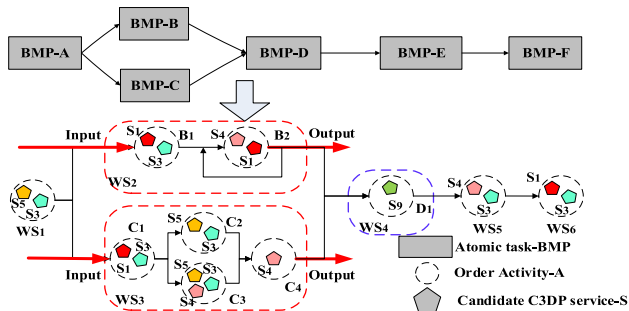 BMP-B
BMP-A
BMP-D
BMP-E
BMP-F
BMP-C
Input
S1
B1
S4
B2
Output
S3
S1
WS2
S5
S3
WS1
S9
D1
WS4
S4
S3
WS5
S1
S3
WS6
C1
S5
C2
S3
S3
S1
Input
WS3
S5
S3
S4
C3
S4
C4
Output
Atomic task-BMP
Order Activity-A
Candidate C3DP service-S